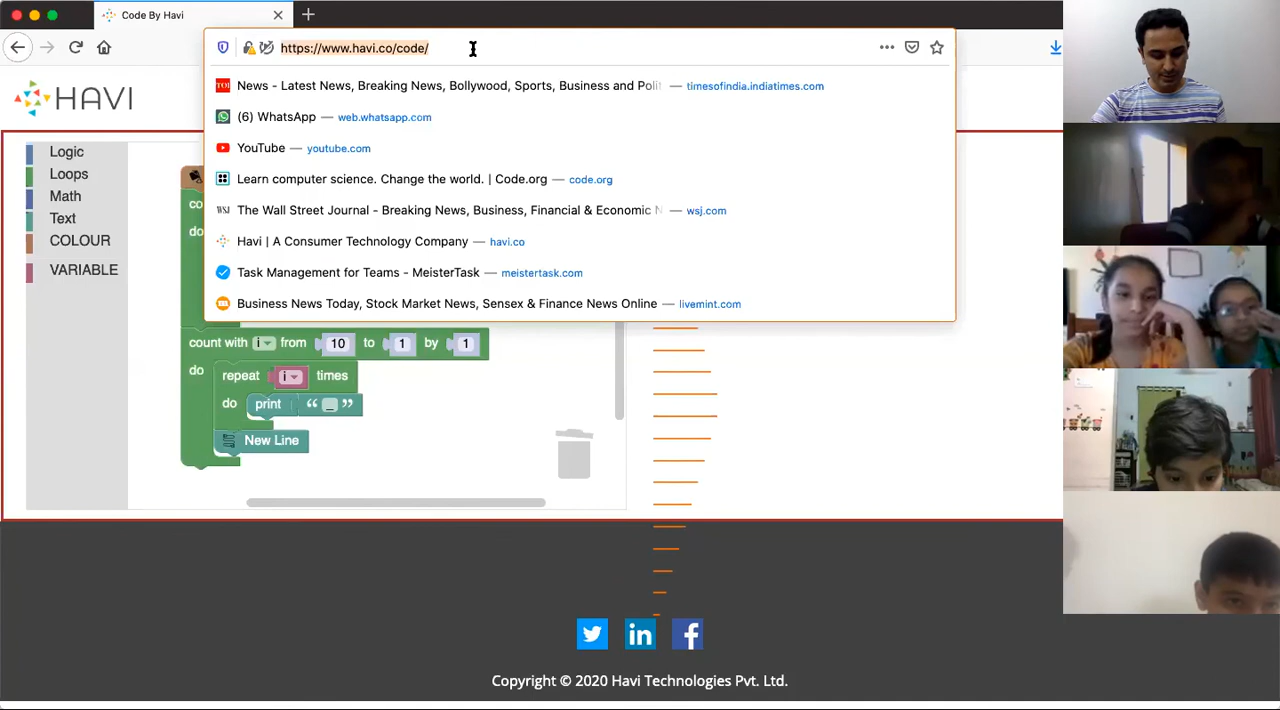 Code By Havi
https://www.havi.co/code/
HAVI
News - Latest News, Breaking News, Bollywood, Sports, Business and Polit — timesofindia.indiatimes.com
(6) WhatsApp — web.whatsapp.com
YouTube — youtube.com
Learn computer science. Change the world. | Code.org — code.org
WSJ The Wall Street Journal - Breaking News, Business, Financial & Economic N — wsj.com
Havi | A Consumer Technology Company — havi.co
Task Management for Teams - MeisterTask — meistertask.com
Business News Today, Stock Market News, Sensex & Finance News Online — livemint.com
Logic
Loops
Math
Text
COLOUR
VARIABLE
co
do
count with i from 10 to 1 by 1
do repeat i times
do print “ _ ”
New Line
Copyright © 2020 Havi Technologies Pvt. Ltd.